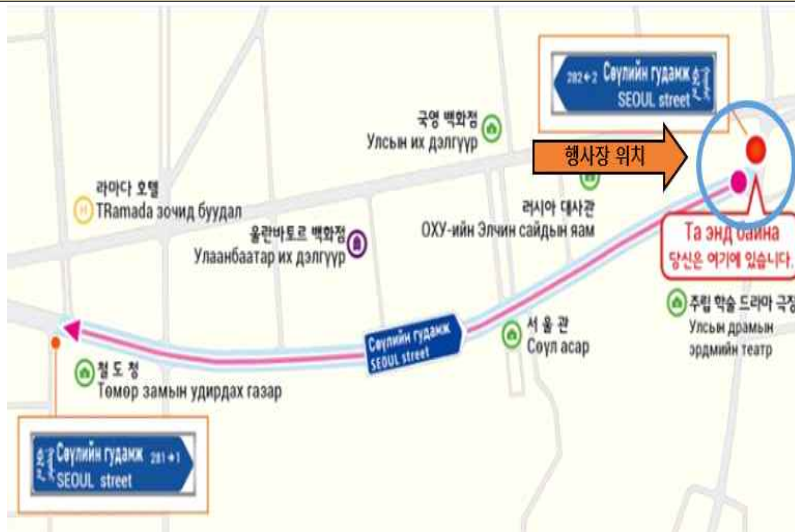 282←2 Сөүлийн гудамж
SEOUL street
국영 백화점
Улсын их дэлгүүр
행사장 위치
라마다 호텔
TRamada зочид буудал
러시아 대사관
ОХУ-ийн Элчин сайдын яам
울란바토르 백화점
Улаанбаатар их дэлгүүр
Та энд байна
당신은 여기에 있습니다.
주립 학술 드라마 극장
Улсын драмын
эрдмийн театр
Сөүлийн гудамж
SEOUL street
서 울 관
Сөүл асар
철 도 청
Төмөр замын удирдах газар
Сөүлийн гудамж 281→1
SEOUL street